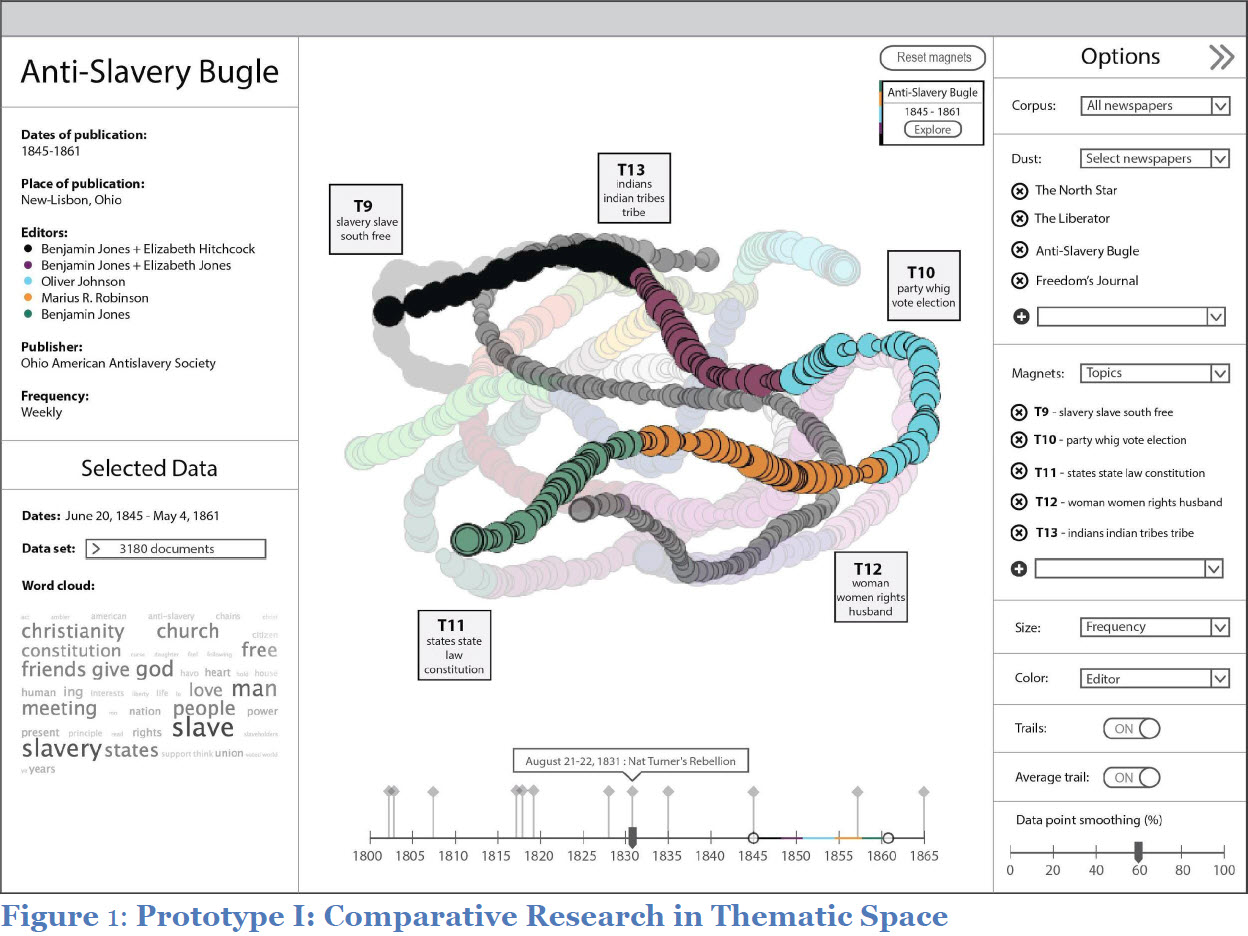 Anti-Slavery Bugle
Dates of publication:
1845-1861
Place of publication:
New-Lisbon, Ohio
Editors:
Benjamin Jones + Elizabeth Hitchcock
Benjamin Jones + Elizabeth Jones
Oliver Johnson
Marius R. Robinson
Benjamin Jones
Publisher:
Ohio American Antislavery Society
Frequency:
Weekly
Selected Data
Dates: June 20, 1845 - May 4, 1861
Data set: > 3180 documents
Word cloud:
act american anti-slavery chains christ
christianity church citizen
constitution daughter following free
friends give god have heart hold house
human ing interests liberty life love man
meeting nation people power
present principle read rights slave slaveholders
slavery states support think union
years
Reset magnets
Anti-Slavery Bugle
1845 - 1861
Explore
T9
slavery slave
south free
T13
indians
indian tribes
tribe
T10
party whig
vote election
T12
woman
women rights
husband
T11
states state
law
constitution
August 21-22, 1831 : Nat Turner's Rebellion
1800 1805 1810 1815 1820 1825 1830 1835 1840 1845 1850 1855 1860 1865
Options
Corpus: All newspapers
Dust: Select newspapers
The North Star
The Liberator
Anti-Slavery Bugle
Freedom's Journal
Magnets: Topics
T9 - slavery slave south free
T10 - party whig vote election
T11 - states state law constitution
T12 - woman women rights husband
T13 - indians indian tribes tribe
Size: Frequency
Color: Editor
Trails: ON
Average trail: ON
Data point smoothing (%)
0 20 40 60 80 100
Figure 1: Prototype I: Comparative Research in Thematic Space